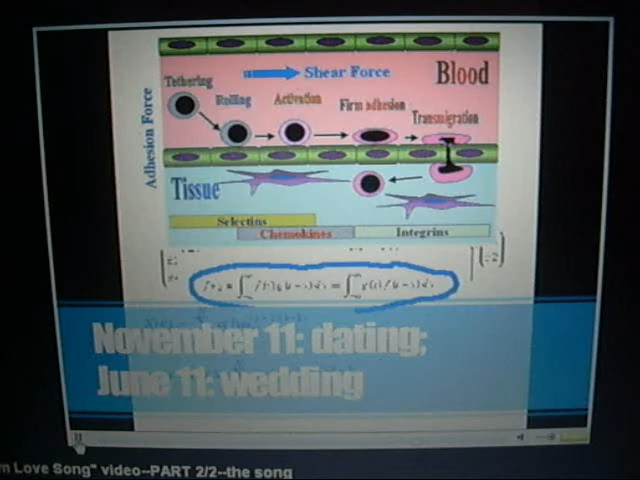 Blood
Shear Force
Tethering
Rolling
Activation
Firm adhesion
Transmigration
Adhesion Force
Tissue
Selectins
Chemokines
Integrins
November 11: dating;
June 11: wedding
m Love Song" video--PART 2/2--the song